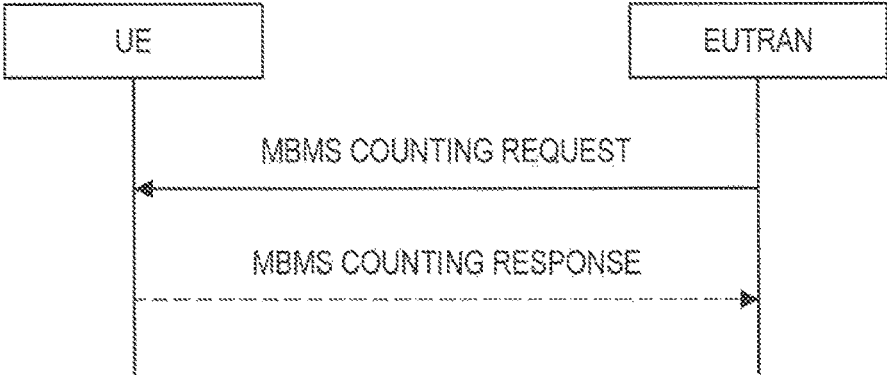 UE
EUTRAN
MBMS COUNTING REQUEST
MBMS COUNTING RESPONSE